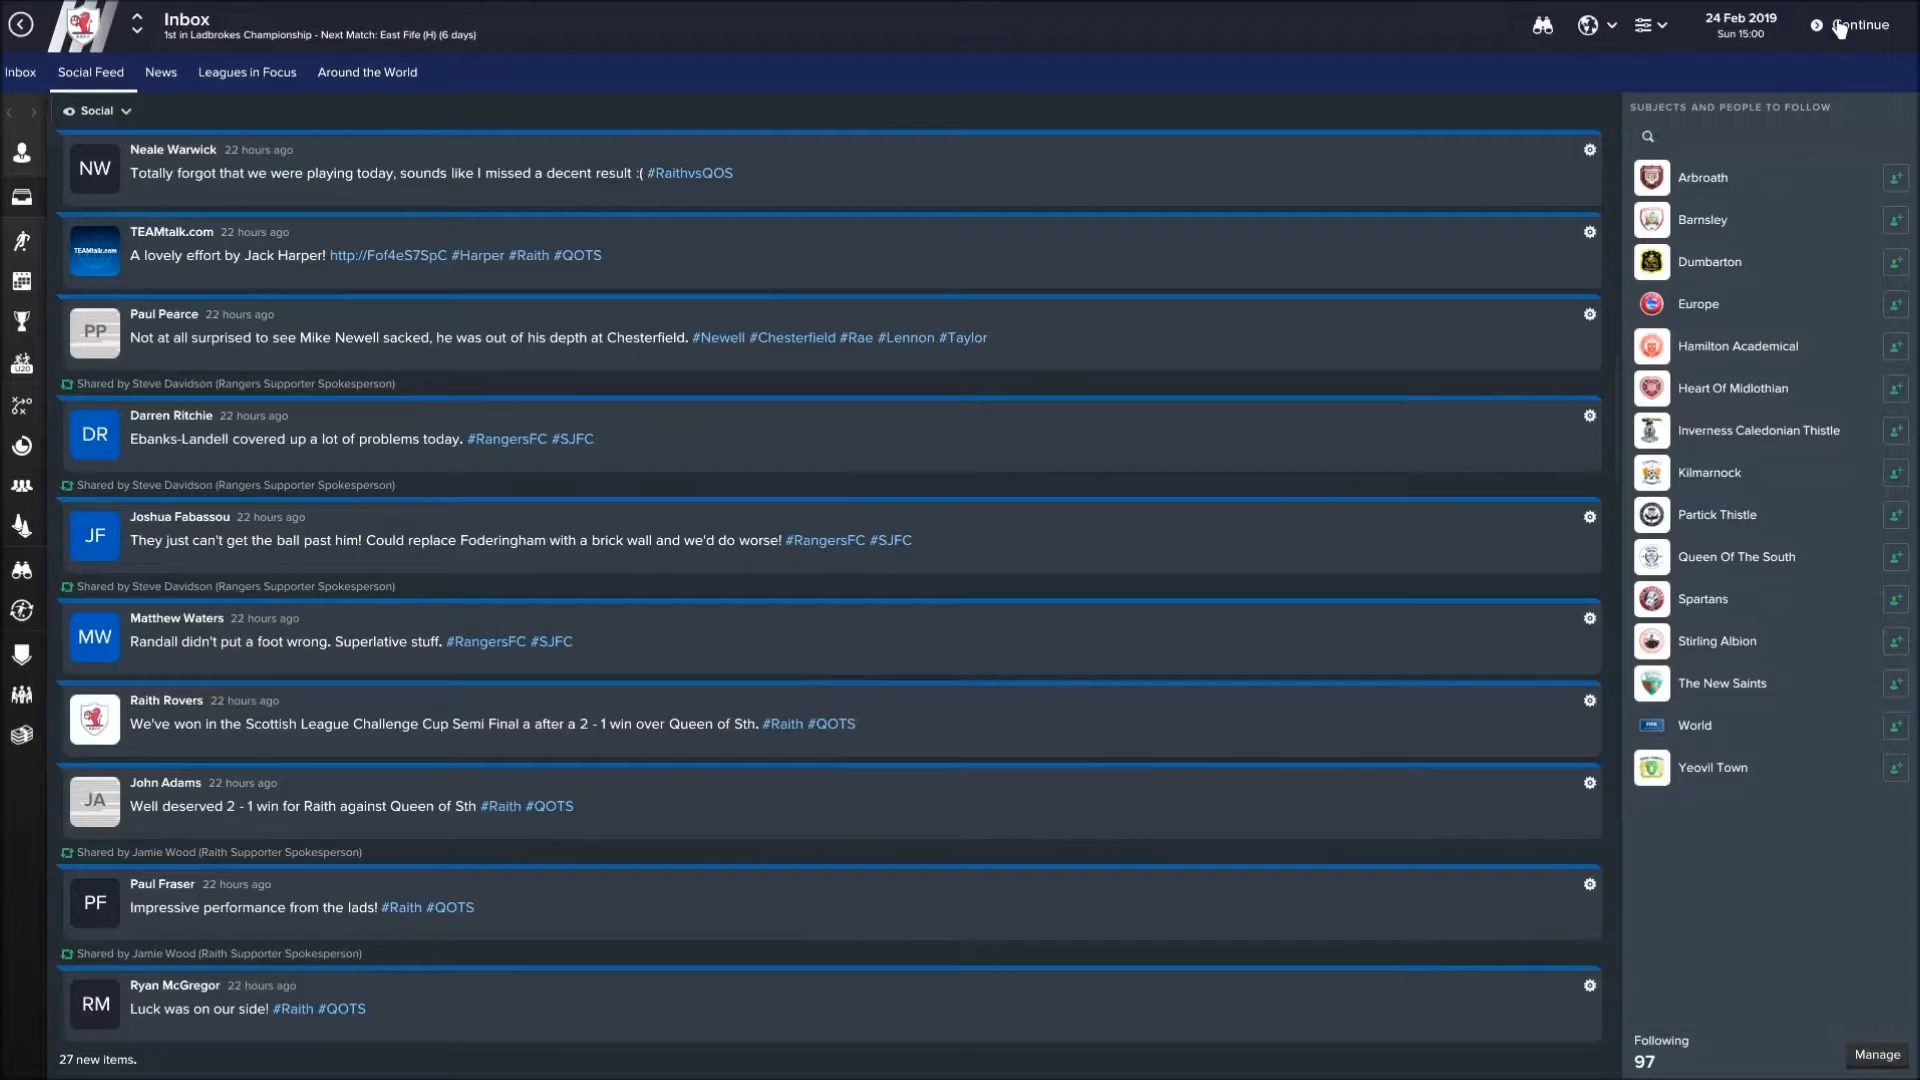 Inbox
1st in Ladbrokes Championship - Next Match: East Fife (H) (6 days)
24 Feb 2019
Sun 15:00
Inbox
Social Feed
News
Leagues in Focus
Around the World
Social
SUBJECTS AND PEOPLE TO FOLLOW
NW
Neale Warwick 22 hours ago
Totally forgot that we were playing today, sounds like I missed a decent result :( #RaithvsQOS
TEAMtalk.com
TEAMtalk.com 22 hours ago
A lovely effort by Jack Harper! http://Fof4eS7SpC #Harper #Raith #QOTS
PP
Paul Pearce 22 hours ago
Not at all surprised to see Mike Newell sacked, he was out of his depth at Chesterfield. #Newell #Chesterfield #Rae #Lennon #Taylor
Shared by Steve Davidson (Rangers Supporter Spokesperson)
DR
Darren Ritchie 22 hours ago
Ebanks-Landell covered up a lot of problems today. #RangersFC #SJFC
Shared by Steve Davidson (Rangers Supporter Spokesperson)
JF
Joshua Fabassou 22 hours ago
They just can't get the ball past him! Could replace Foderingham with a brick wall and we'd do worse! #RangersFC #SJFC
Shared by Steve Davidson (Rangers Supporter Spokesperson)
MW
Matthew Waters 22 hours ago
Randall didn't put a foot wrong. Superlative stuff. #RangersFC #SJFC
Raith Rovers 22 hours ago
We've won in the Scottish League Challenge Cup Semi Final a after a 2 - 1 win over Queen of Sth. #Raith #QOTS
JA
John Adams 22 hours ago
Well deserved 2 - 1 win for Raith against Queen of Sth #Raith #QOTS
Shared by Jamie Wood (Raith Supporter Spokesperson)
PF
Paul Fraser 22 hours ago
Impressive performance from the lads! #Raith #QOTS
Shared by Jamie Wood (Raith Supporter Spokesperson)
RM
Ryan McGregor 22 hours ago
Luck was on our side! #Raith #QOTS
27 new items.
U20
Arbroath
Barnsley
Dumbarton
Europe
Hamilton Academical
Heart Of Midlothian
Inverness Caledonian Thistle
Kilmarnock
Partick Thistle
Queen Of The South
Spartans
Stirling Albion
The New Saints
World
Yeovil Town
Following
97
Manage